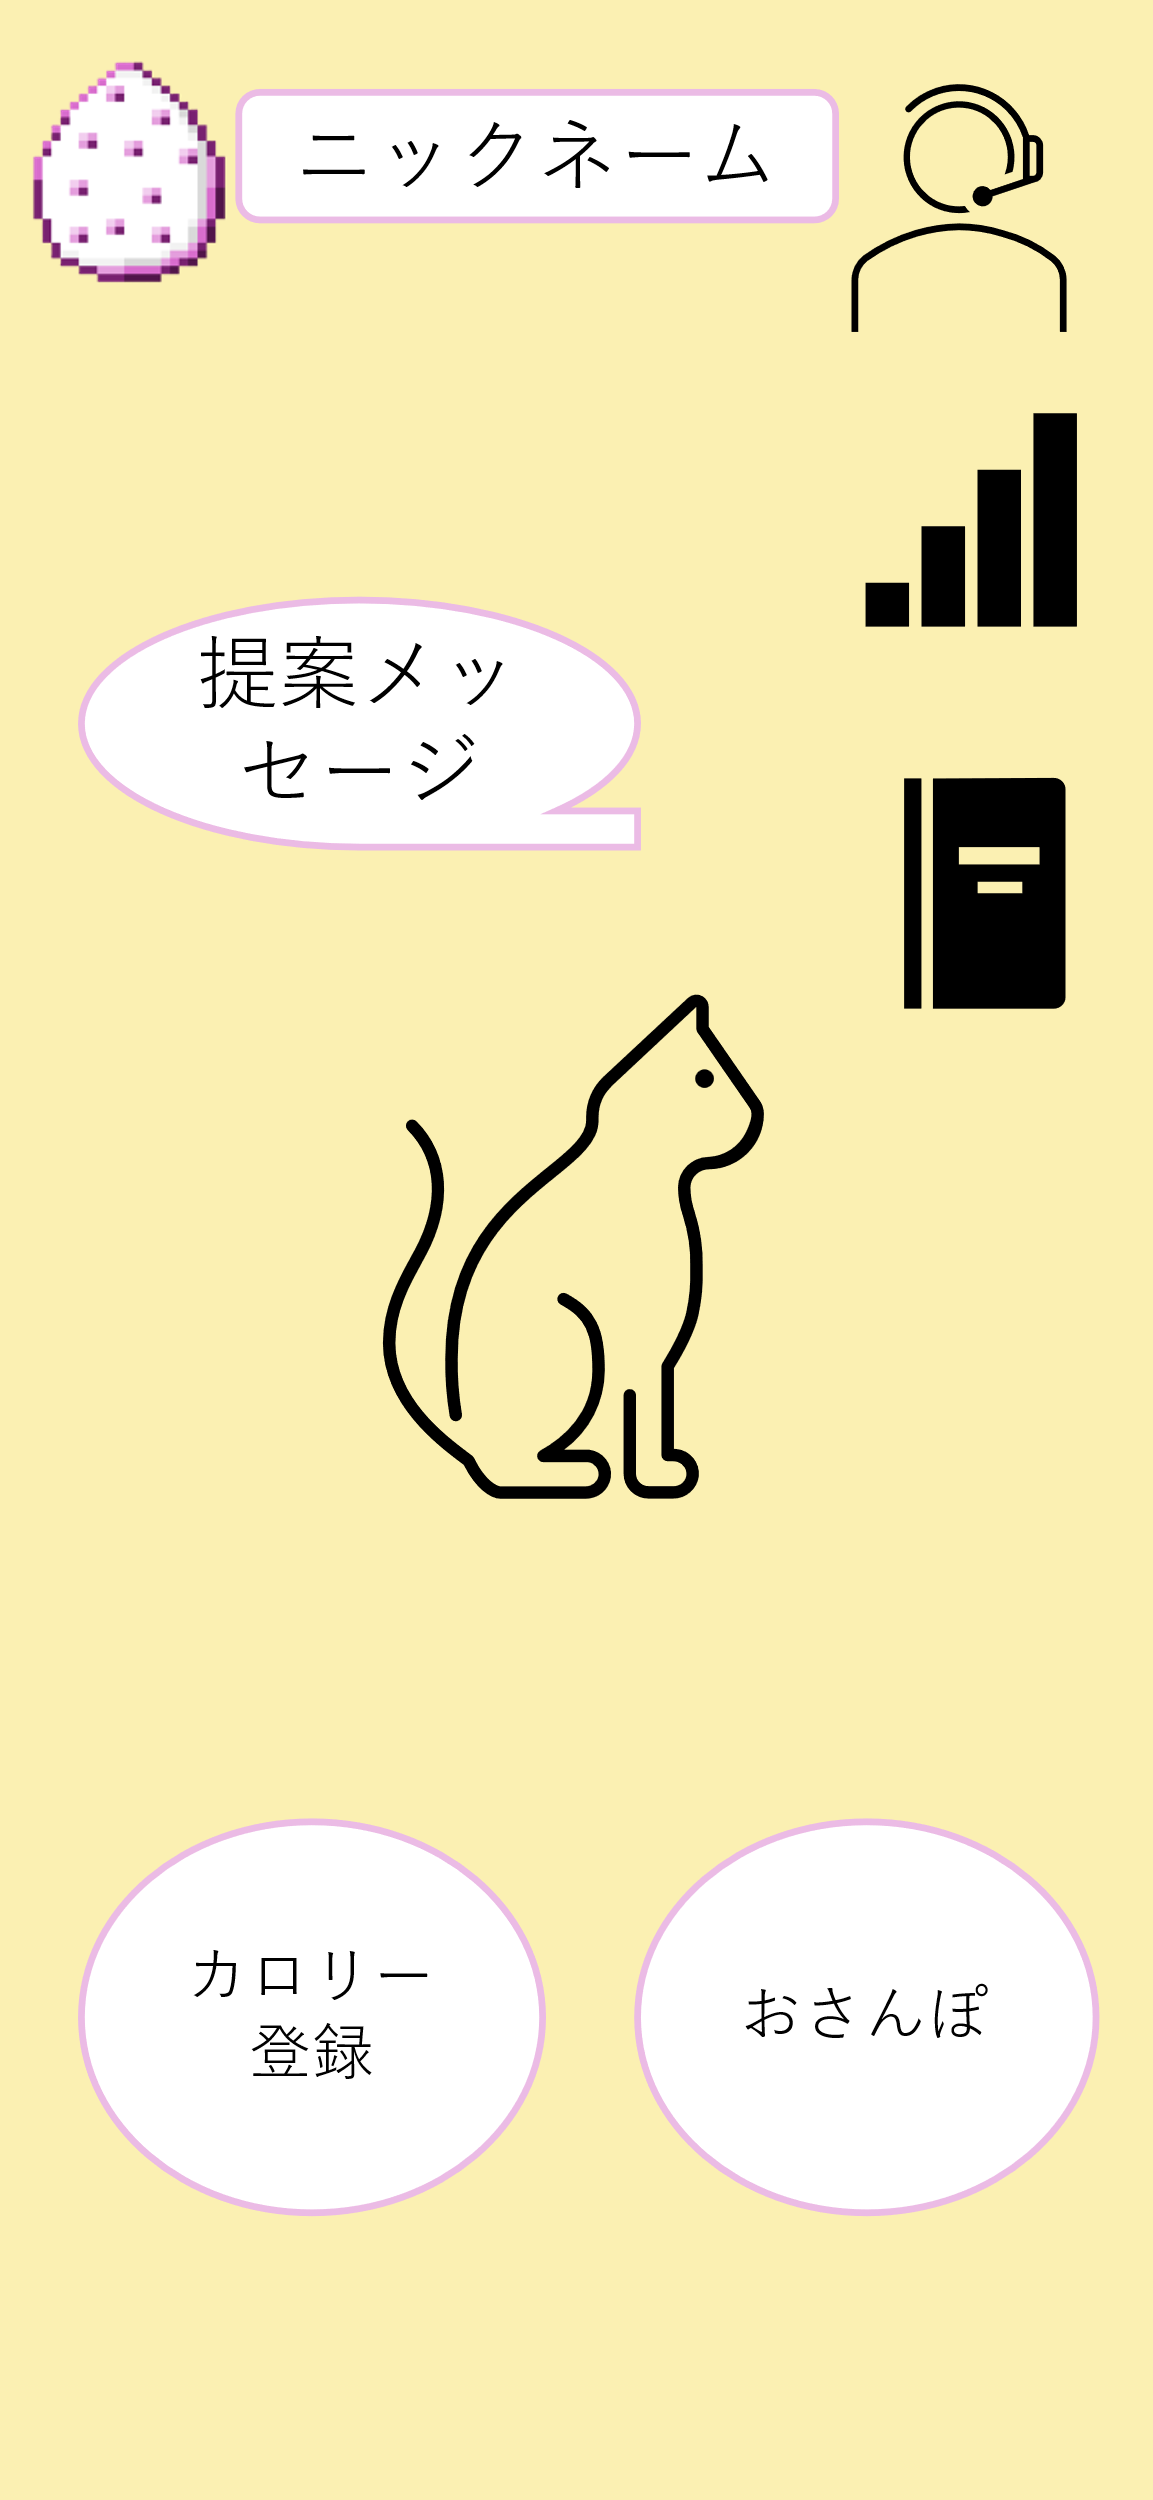 ニックネーム
提案メッ
セージ
カロリー
登録
おさんぽ